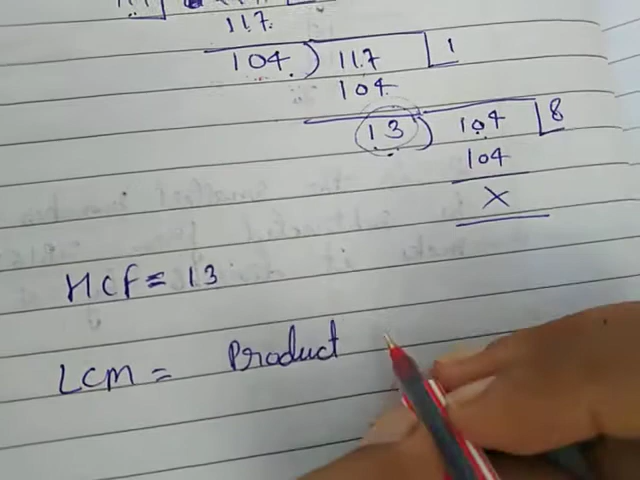 117
104 ) 117 1
104
13 ) 104 8
104
X
HCF = 13
LCM = Product